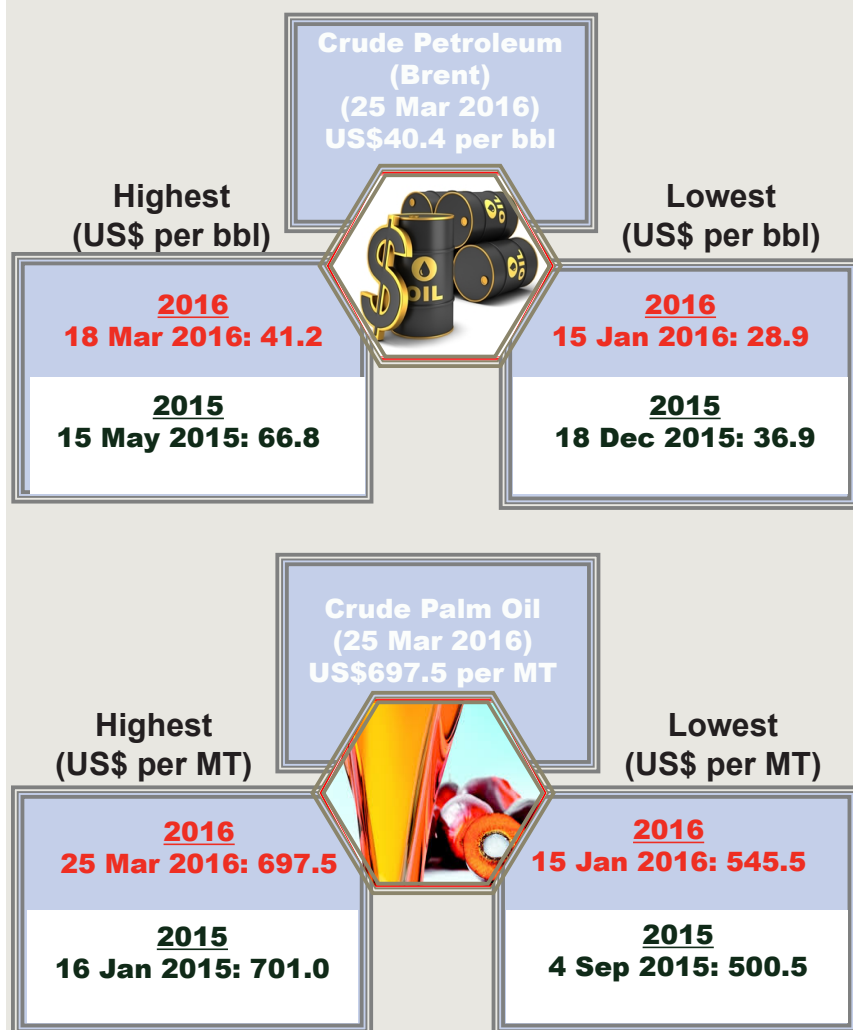 Crude Petroleum
(Brent)
(25 Mar 2016)
US$40.4 per bbl
Highest
(US$ per bbl)
Lowest
(US$ per bbl)
OIL
OIL
OIL
2016
18 Mar 2016: 41.2
2016
15 Jan 2016: 28.9
2015
15 May 2015: 66.8
2015
18 Dec 2015: 36.9
Crude Palm Oil
(25 Mar 2016)
US$697.5 per MT
Highest
(US$ per MT)
Lowest
(US$ per MT)
2016
25 Mar 2016: 697.5
2016
15 Jan 2016: 545.5
2015
16 Jan 2015: 701.0
2015
4 Sep 2015: 500.5